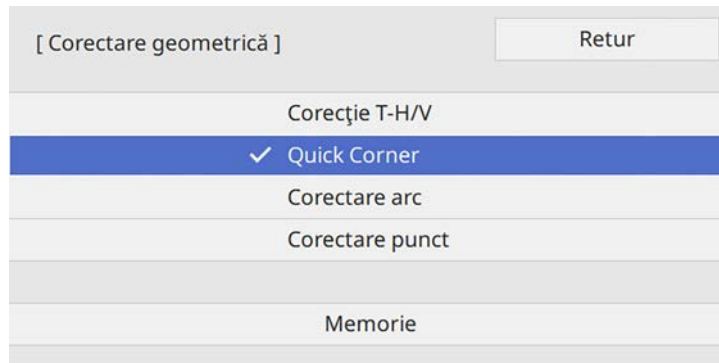 [ Corectare geometrică ]
Retur
Corecţie T-H/V
✓ Quick Corner
Corectare arc
Corectare punct
Memorie